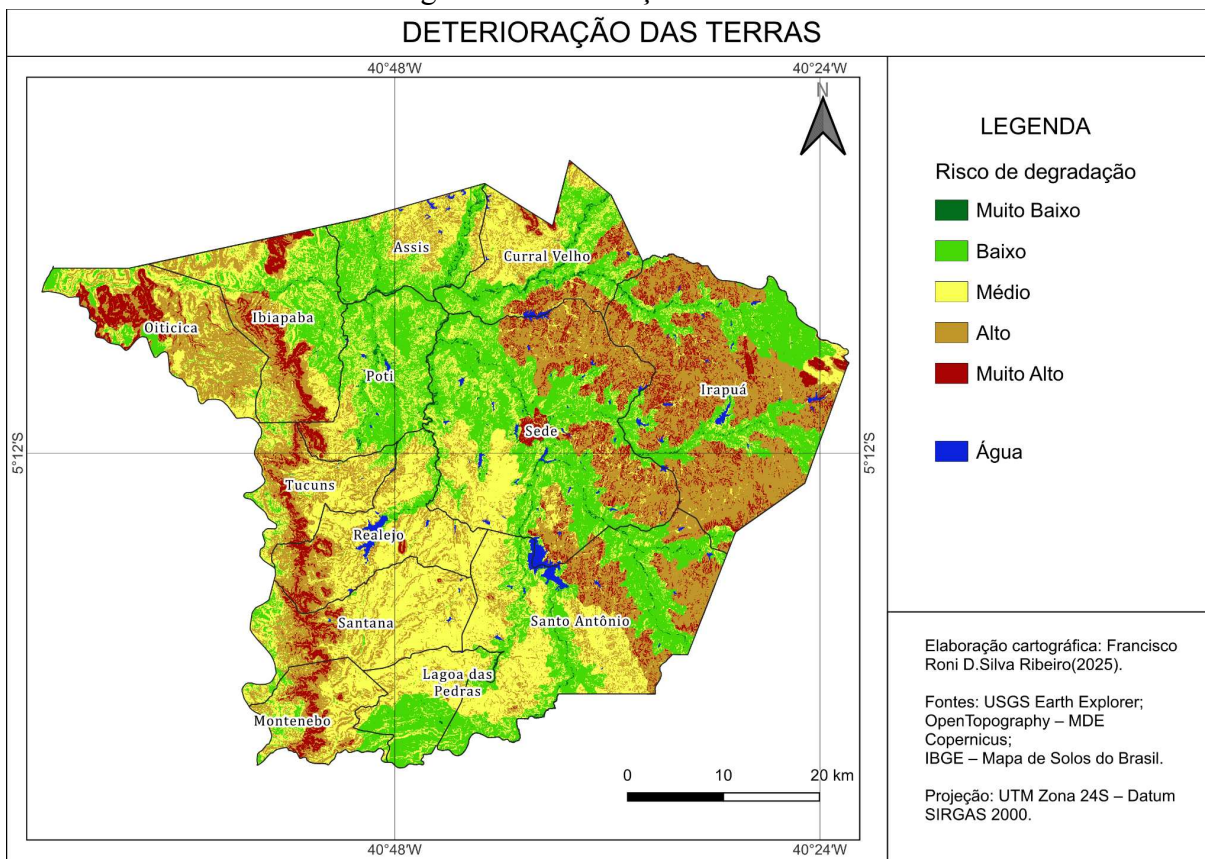 DETERIORAÇÃO DAS TERRAS
40°48'W
40°24'W
N
5°12'S
5°12'S
Assis
Curral Velho
Oiticica
Ibiapaba
Poti
Irapuá
Sede
Tucuns
Realejo
Santana
Santo Antônio
Lagoa das
Pedras
Montenebo
0 10 20 km
40°48'W
40°24'W
LEGENDA
Risco de degradação
Muito Baixo
Baixo
Médio
Alto
Muito Alto
Água
Elaboração cartográfica: Francisco
Roni D.Silva Ribeiro(2025).
Fontes: USGS Earth Explorer;
OpenTopography – MDE
Copernicus;
IBGE – Mapa de Solos do Brasil.
Projeção: UTM Zona 24S – Datum
SIRGAS 2000.